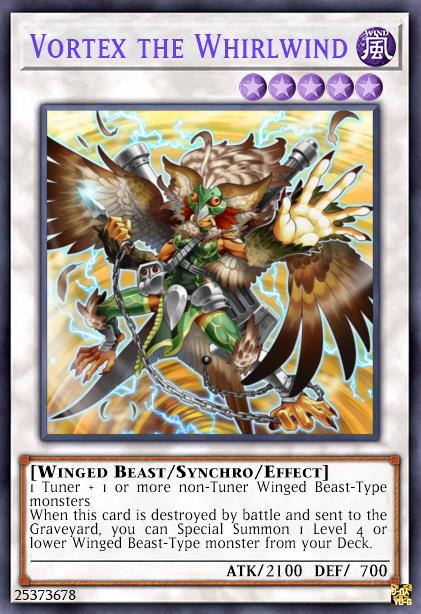 VORTEX THE WHIRLWIND
WIND
風
[WINGED BEAST/SYNCHRO/EFFECT]
1 Tuner + 1 or more non-Tuner Winged Beast-Type
monsters
When this card is destroyed by battle and sent to the
Graveyard, you can Special Summon 1 Level 4 or
lower Winged Beast-Type monster from your Deck.
ATK/2100 DEF/ 700
25373678